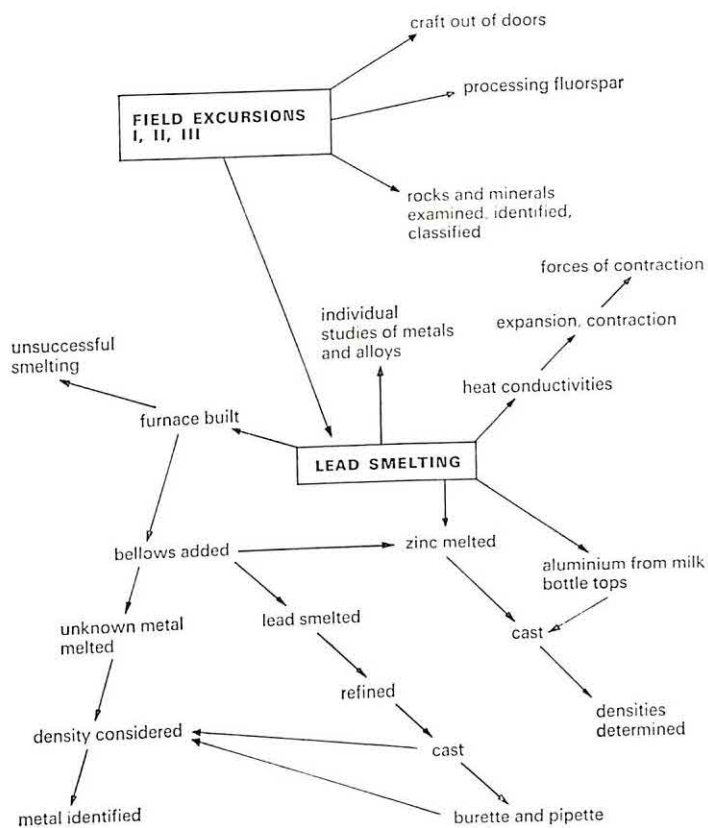 craft out of doors
processing fluorspar
FIELD EXCURSIONS
I, II, III
rocks and minerals
examined, identified,
classified
forces of contraction
individual
studies of metals
and alloys
expansion, contraction
unsuccessful
smelting
heat conductivities
furnace built
LEAD SMELTING
bellows added
zinc melted
aluminium from milk
bottle tops
unknown metal
melted
lead smelted
cast
refined
densities
determined
density considered
cast
metal identified
burette and pipette